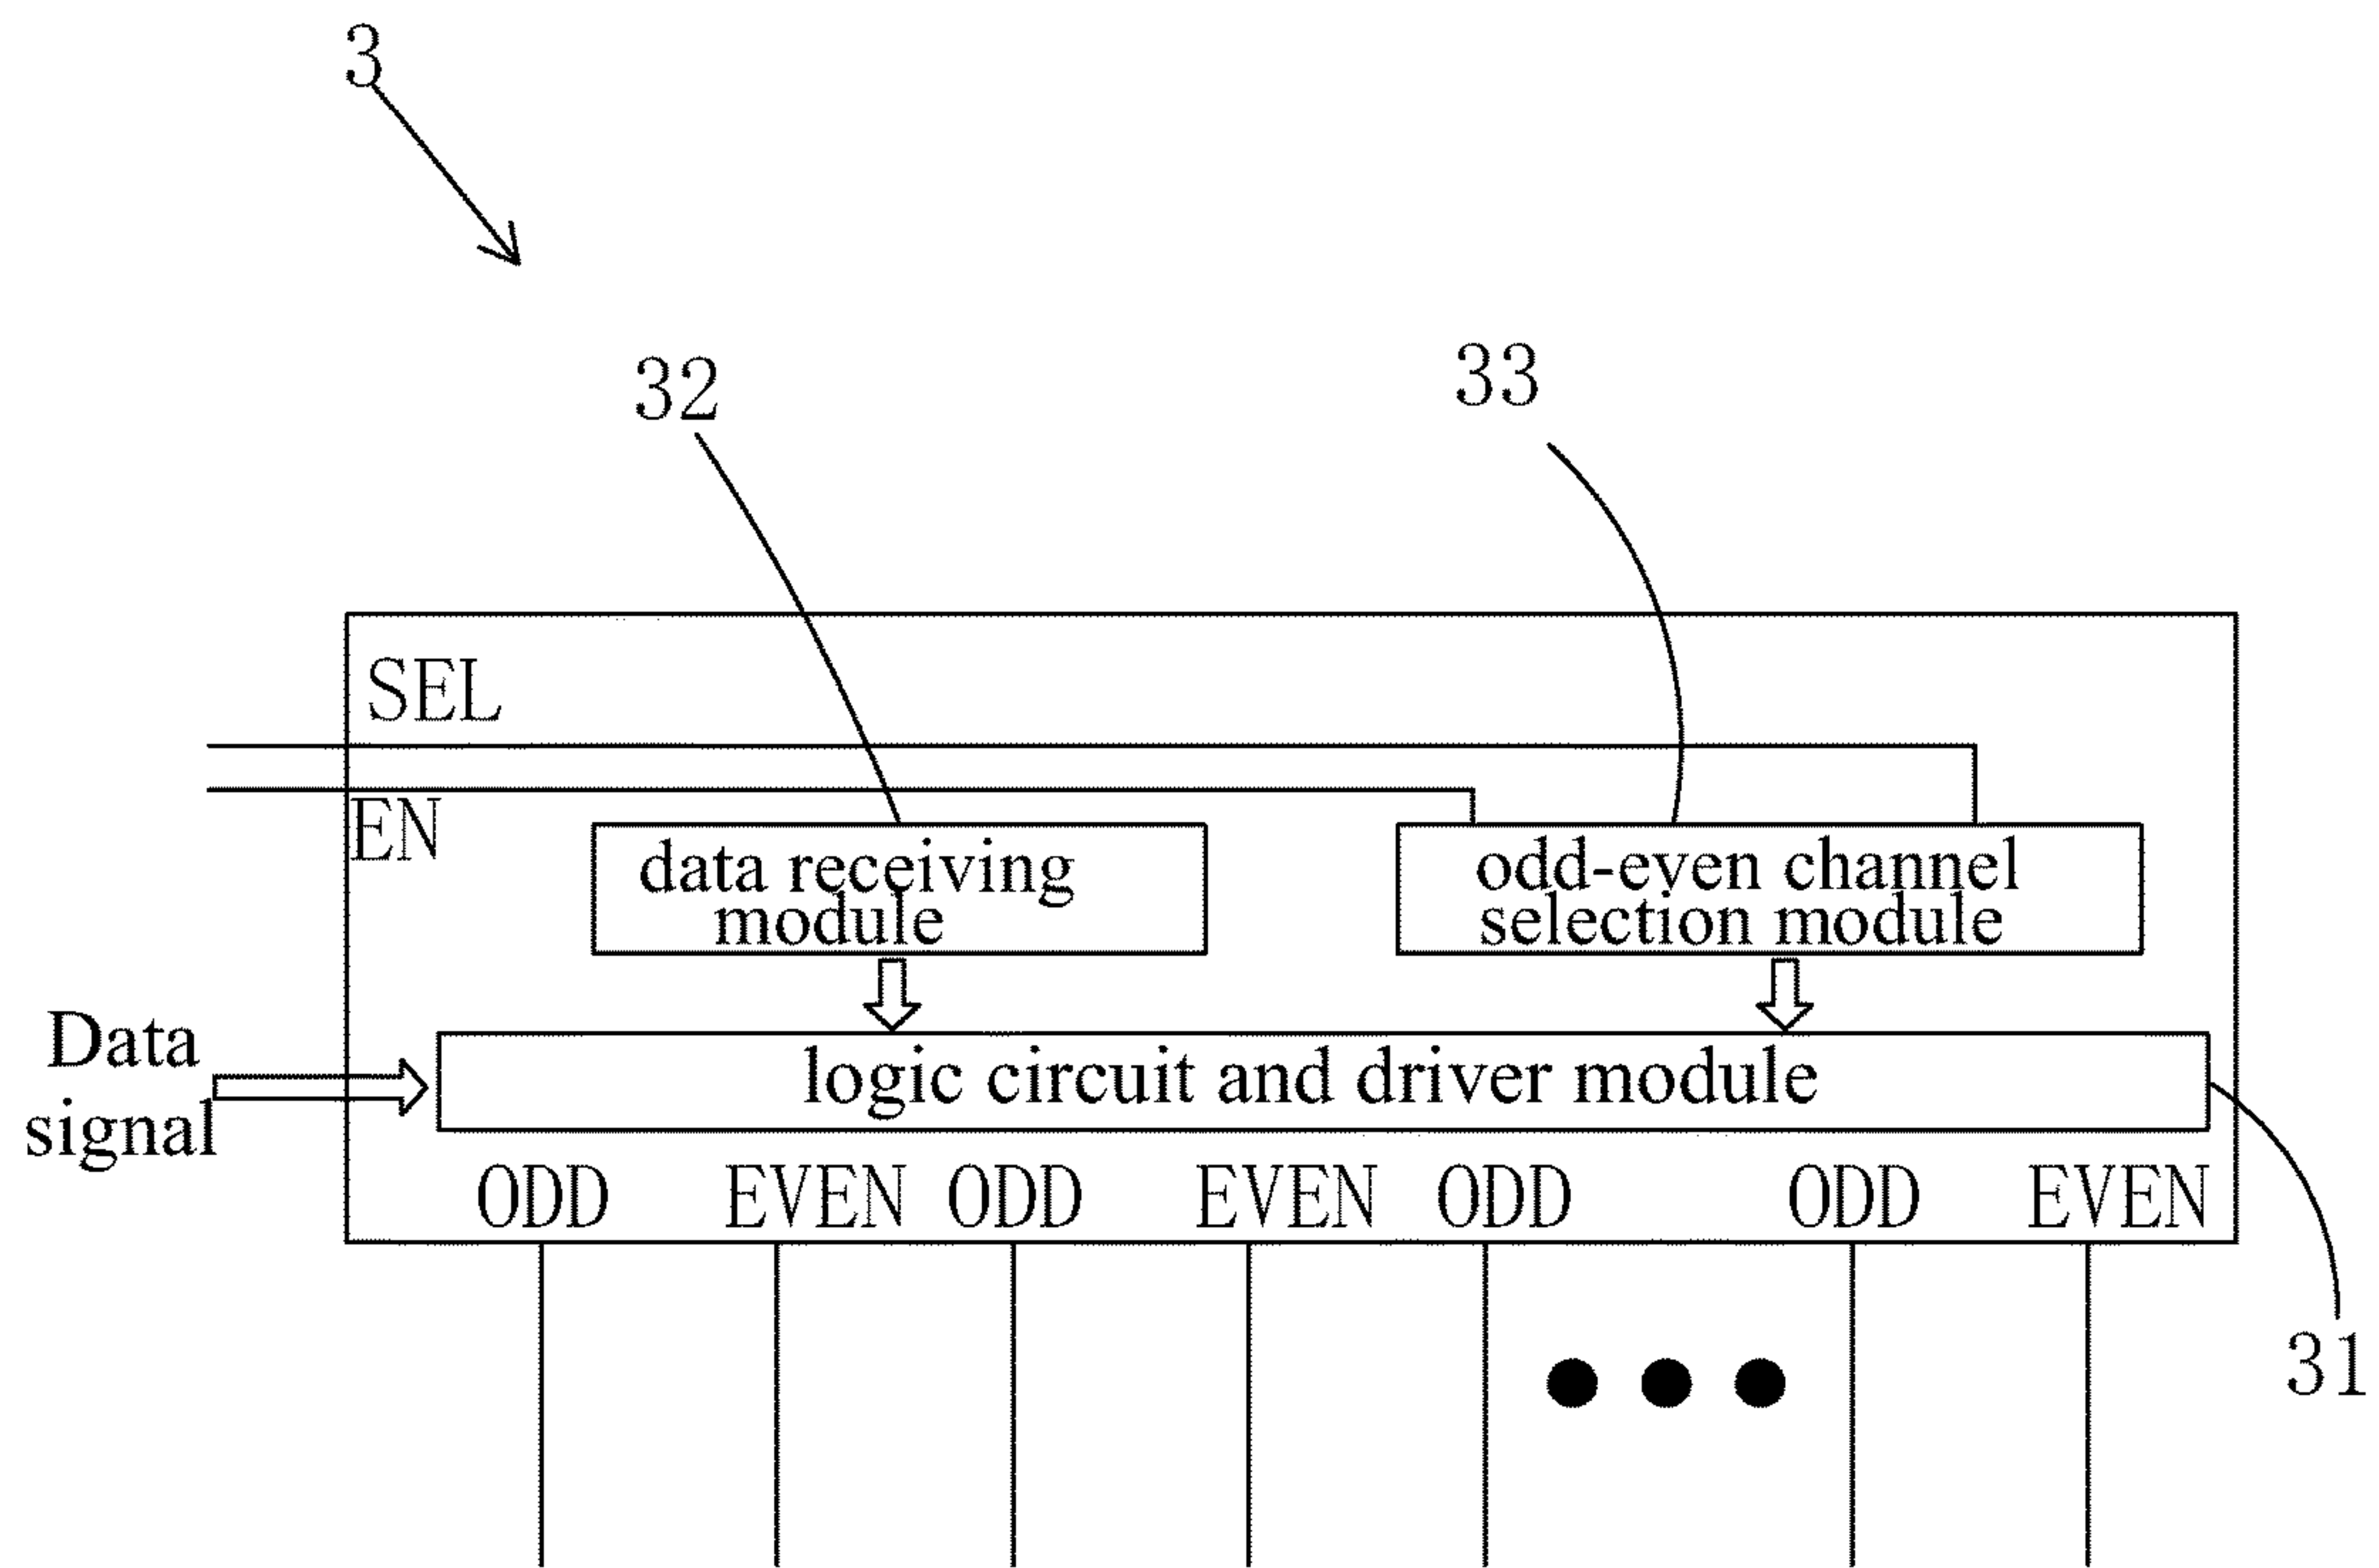 3
32
33
SEL
EN
data receiving
module
odd-even channel
selection module
Data
signal
logic circuit and driver module
ODD EVEN ODD EVEN ODD ODD EVEN
31